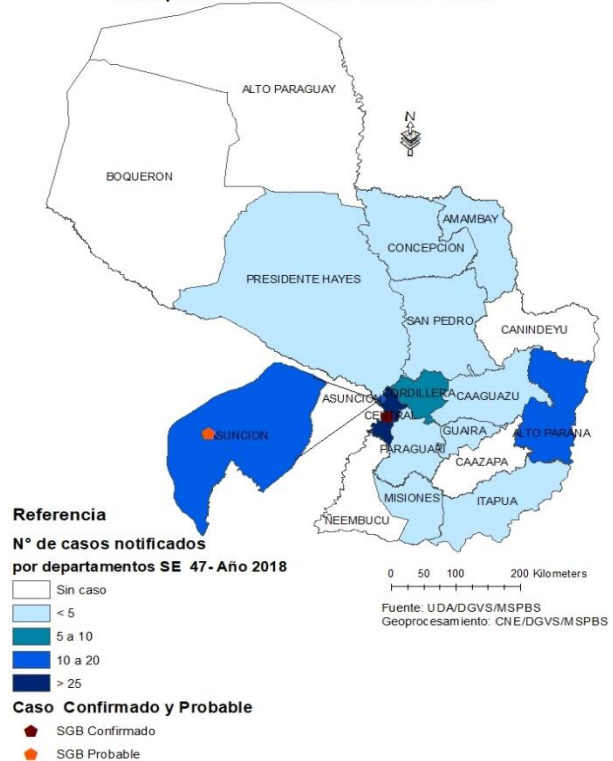 ALTO PARAGUAY
N
BOQUERON
AMAMBAY
CONCEPCION
PRESIDENTE HAYES
SAN PEDRO
CANINDEYU
ASUNCION
CORDILLERA
CAAGUAZU
CENTRAL
ASUNCION
GUAIRA
ALTO PARANA
PARAGUARI
CAAZAPA
MISIONES
ITAPUA
ÑEEMBUCU
Referencia
N° de casos notificados
por departamentos SE 47- Año 2018
Sin caso
< 5
5 a 10
10 a 20
> 25
Caso Confirmado y Probable
SGB Confirmado
SGB Probable
0 50 100 200 Kilometers
Fuente: UDA/DGVS/MSPBS
Geoprocesamiento: CNE/DGVS/MSPBS